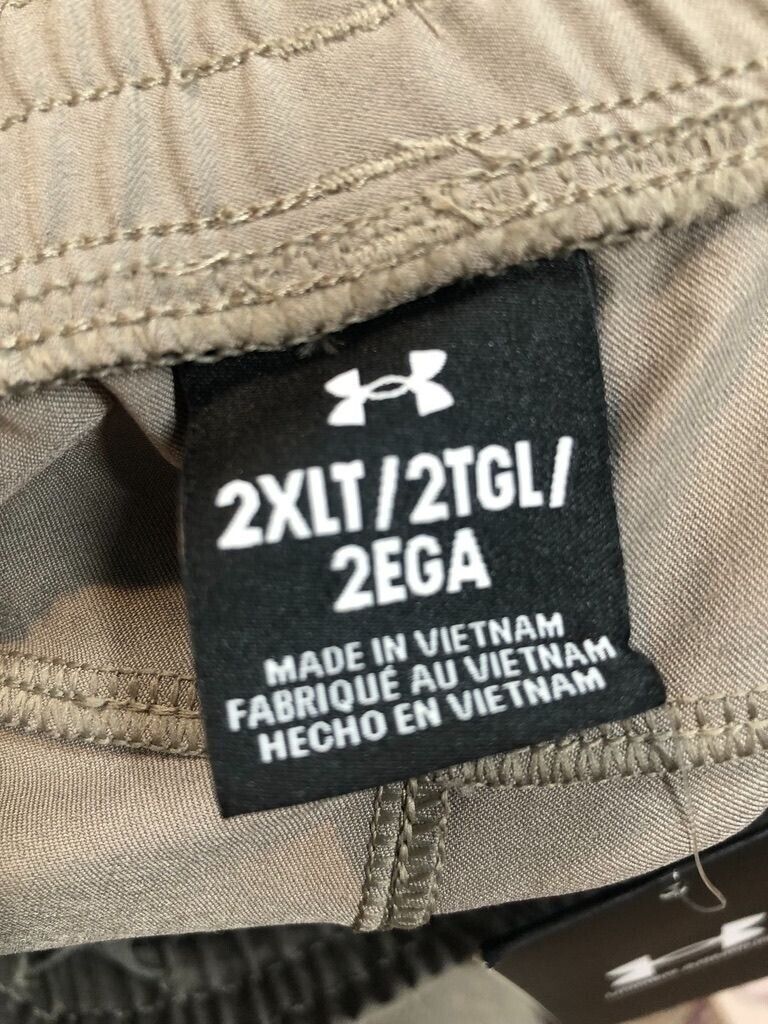 2XLT/2TGL/
2EGA
MADE IN VIETNAM
FABRIQUÉ AU VIETNAM
HECHO EN VIETNAM